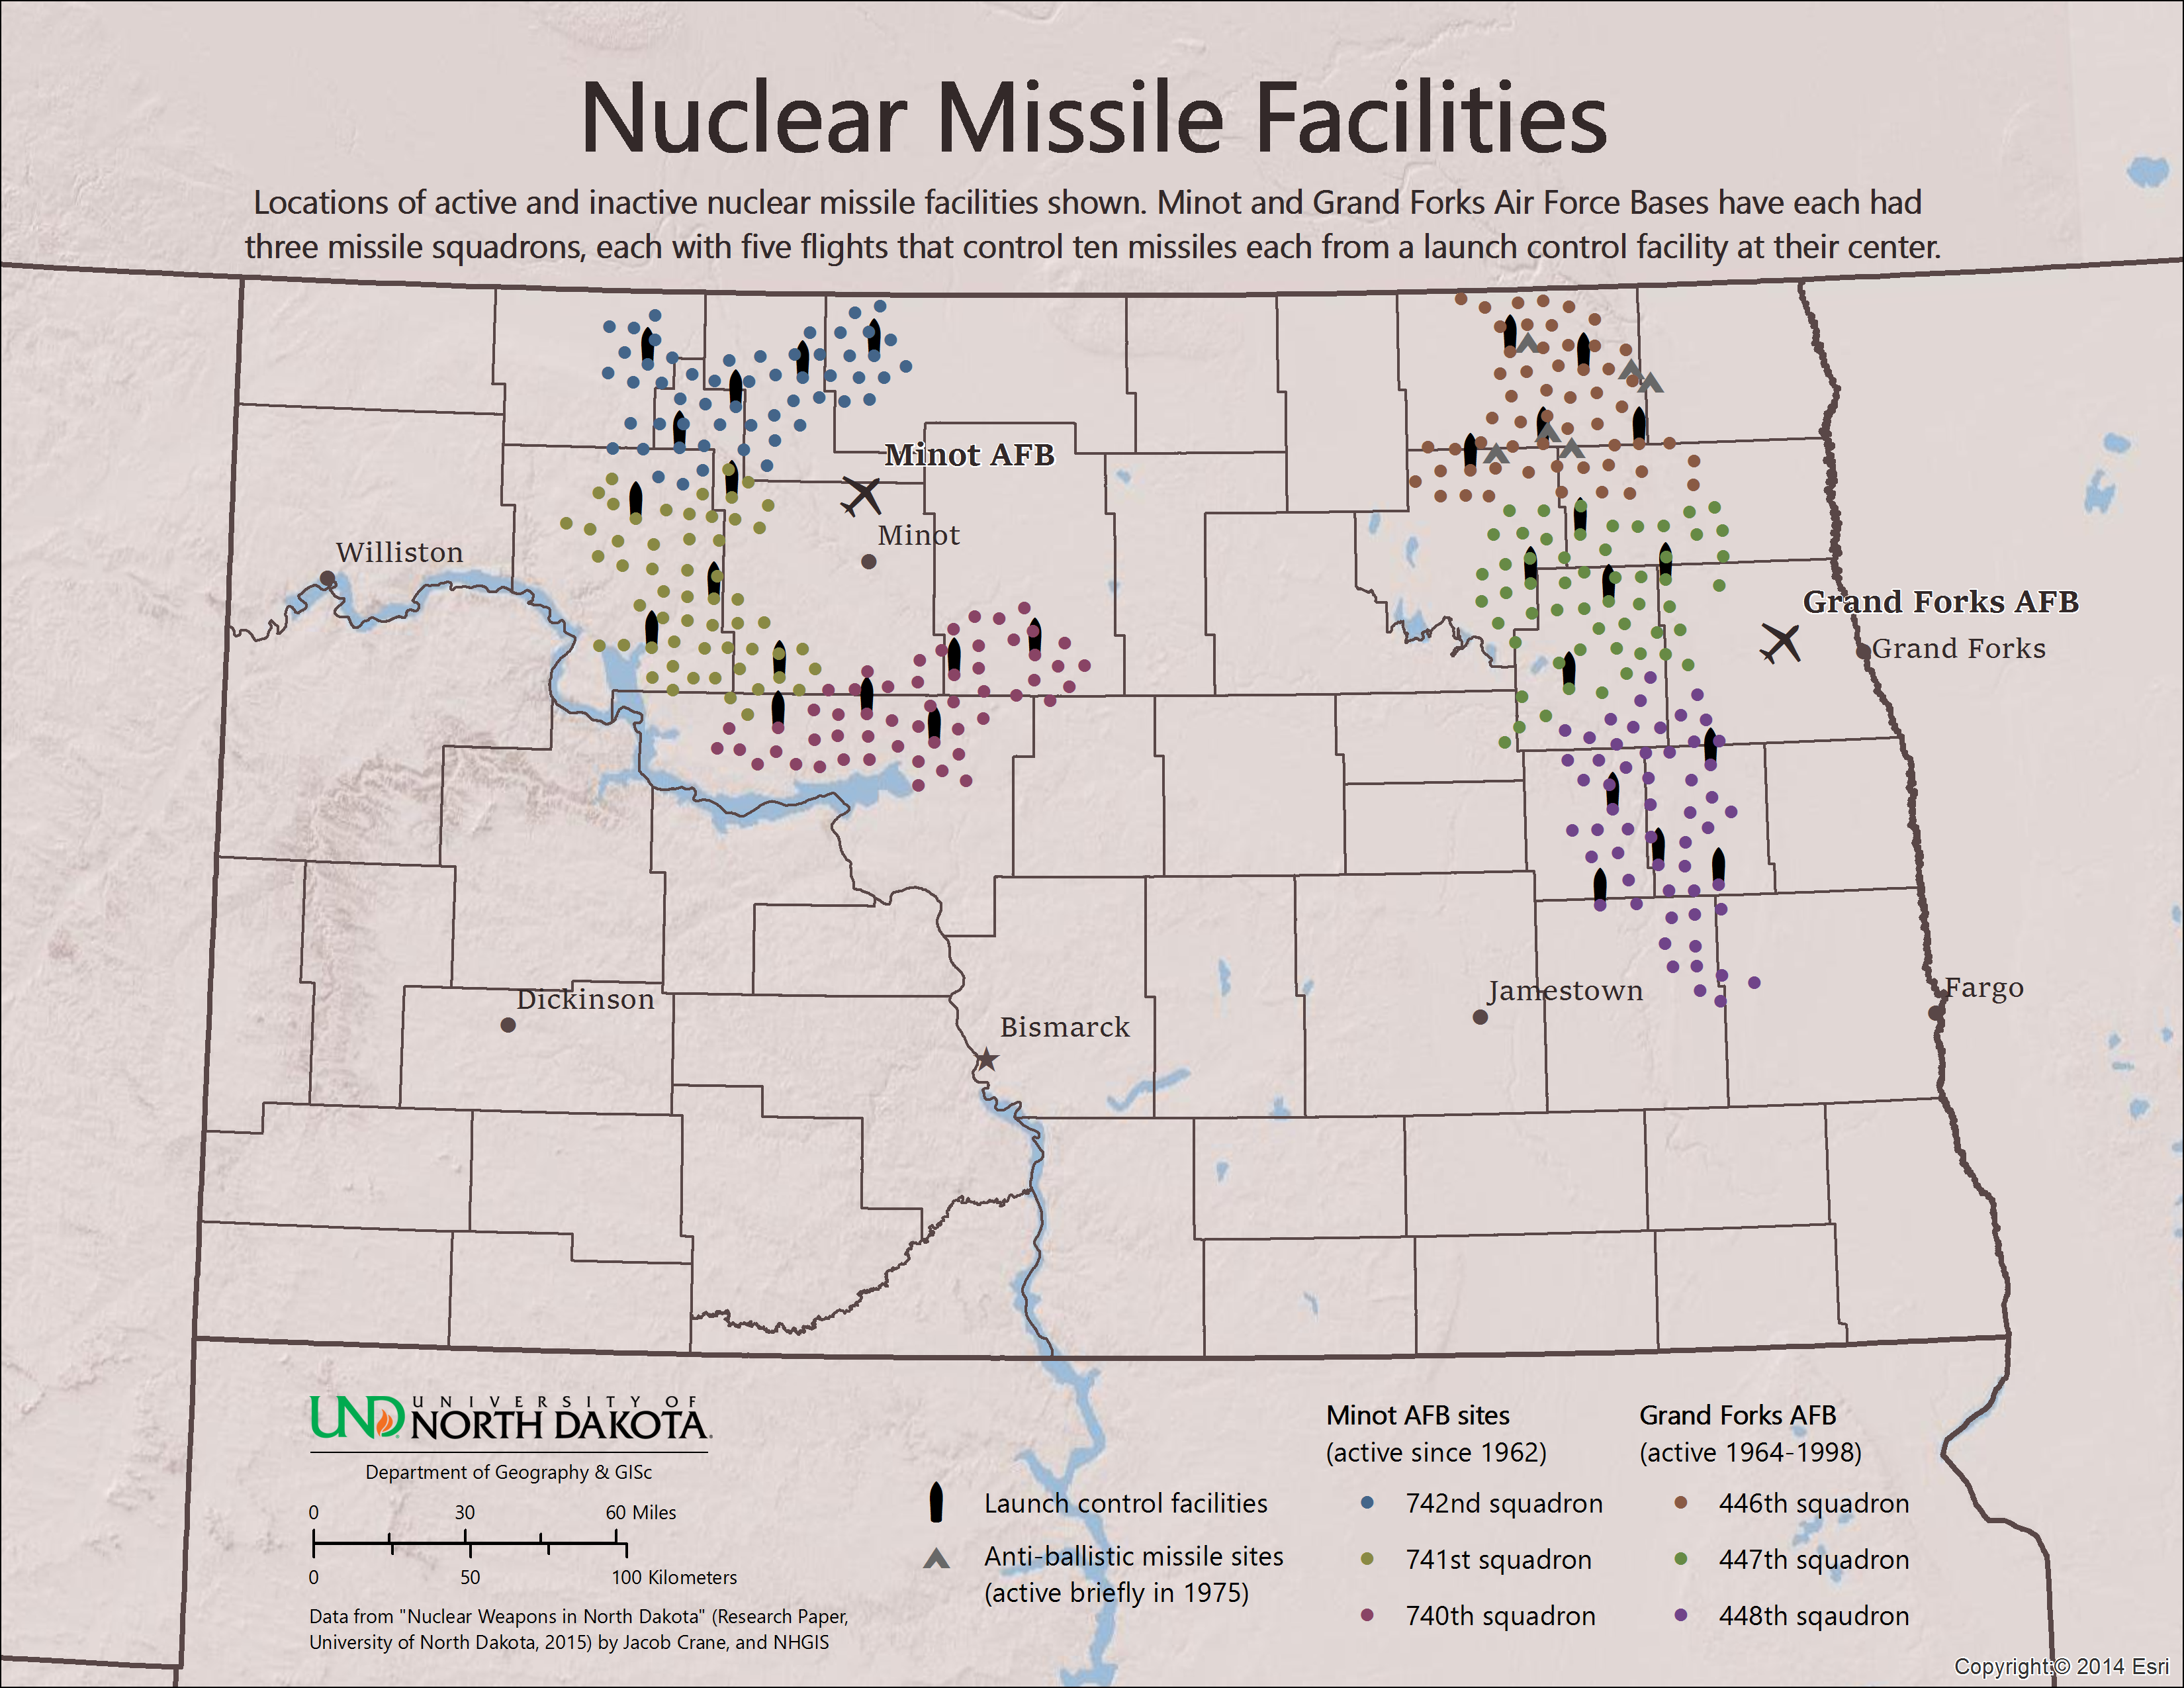 Nuclear Missile Facilities
Locations of active and inactive nuclear missile facilities shown. Minot and Grand Forks Air Force Bases have each had
three missile squadrons, each with five flights that control ten missiles each from a launch control facility at their center.
Minot AFB
Minot
Williston
Grand Forks AFB
Grand Forks
Dickinson
Bismarck
Jamestown
Fargo
UND UNIVERSITY OF
NORTH DAKOTA.
Department of Geography & GISc
0 30 60 Miles
0 50 100 Kilometers
Data from "Nuclear Weapons in North Dakota" (Research Paper,
University of North Dakota, 2015) by Jacob Crane, and NHGIS
Launch control facilities
Anti-ballistic missile sites
(active briefly in 1975)
Minot AFB sites
(active since 1962)
742nd squadron
741st squadron
740th squadron
Grand Forks AFB
(active 1964-1998)
446th squadron
447th squadron
448th sqaudron
Copyright:© 2014 Esri